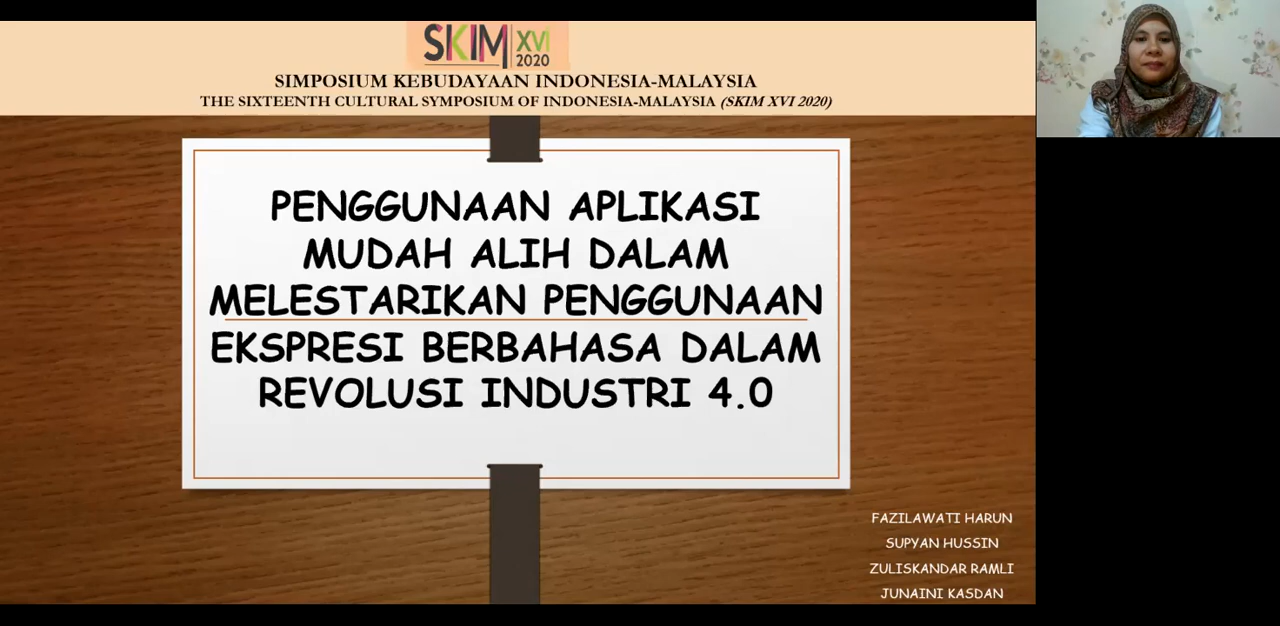 SKIM XVI
2020
SIMPOSIUM KEBUDAYAAN INDONESIA-MALAYSIA
THE SIXTEENTH CULTURAL SYMPOSIUM OF INDONESIA-MALAYSIA (SKIM XVI 2020)
PENGGUNAAN APLIKASI
MUDAH ALIH DALAM
MELESTARIKAN PENGGUNAAN
EKSPRESI BERBAHASA DALAM
REVOLUSI INDUSTRI 4.0
FAZILAWATI HARUN
SUPYAN HUSSIN
ZULISKANDAR RAMLI
JUNAINI KASDAN